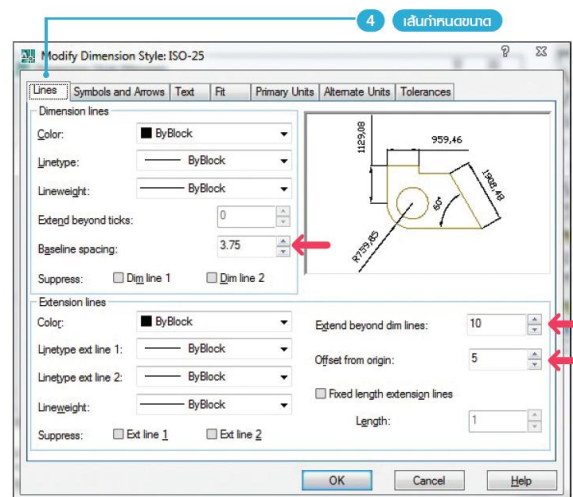 4 เส้นกำหนดขนาด
Modify Dimension Style: ISO-25
Lines Symbols and Arrows Text Fit Primary Units Alternate Units Tolerances
Dimension lines
Color: ByBlock
Linetype: ByBlock
Lineweight: ByBlock
Extend beyond ticks: 0
Baseline spacing: 3.75
Suppress: Dim line 1 Dim line 2
1129,08
959,46
1908,48
60°
R759,85
Extension lines
Color: ByBlock
Linetype ext line 1: ByBlock
Linetype ext line 2: ByBlock
Lineweight: ByBlock
Suppress: Ext line 1 Ext line 2
Extend beyond dim lines: 10
Offset from origin: 5
Fixed length extension lines
Length: 1
OK Cancel Help